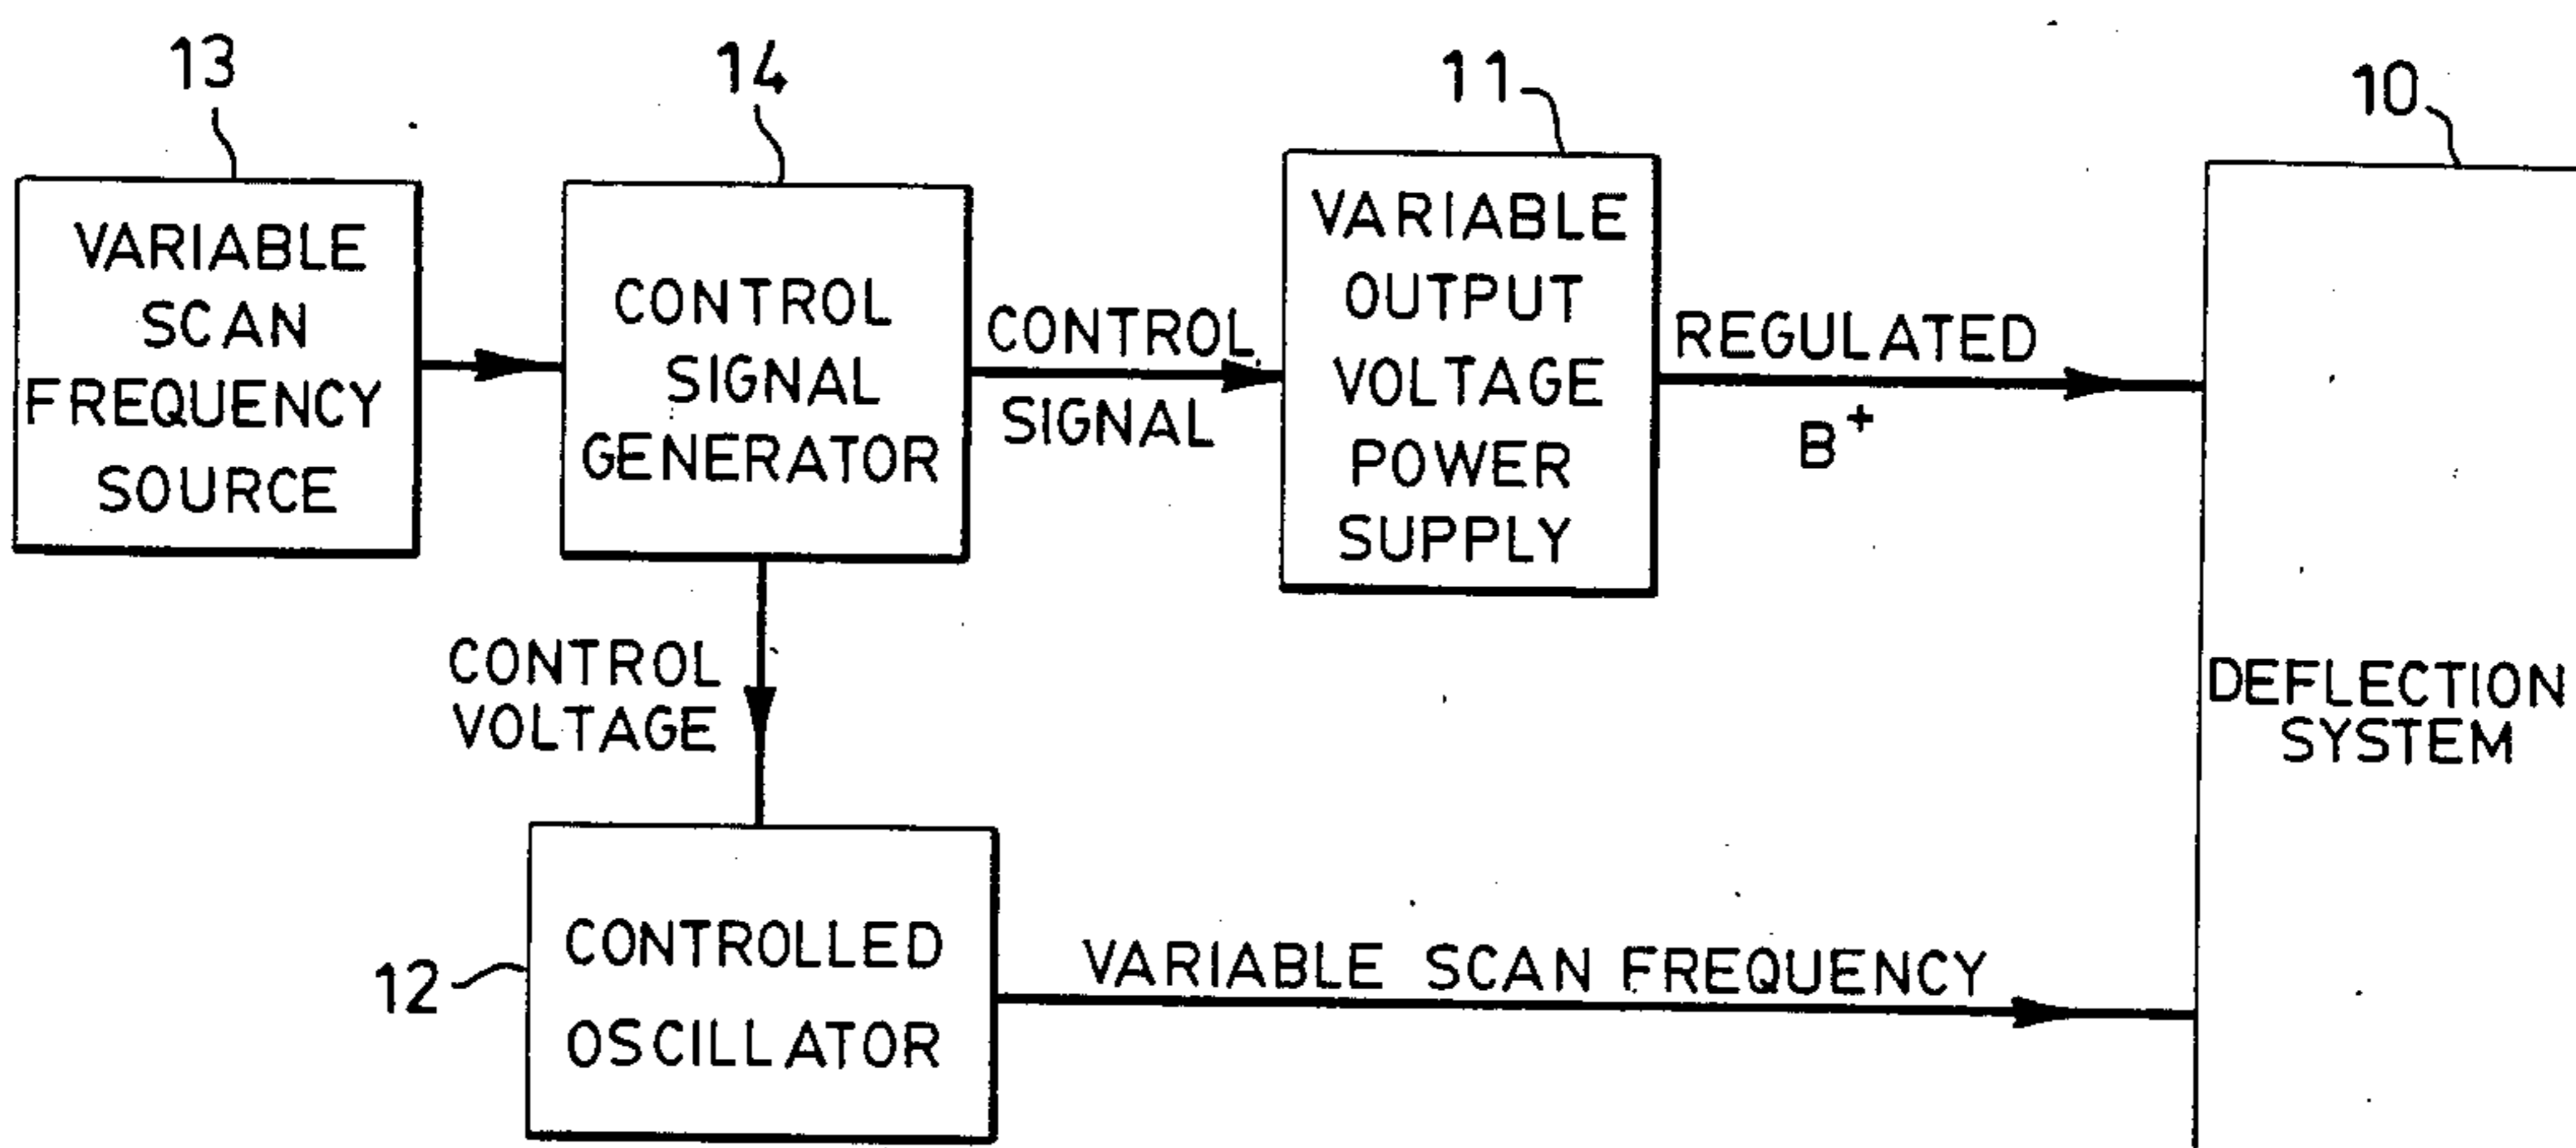 13
14
11
10
VARIABLE
SCAN
FREQUENCY
SOURCE
CONTROL
SIGNAL
GENERATOR
CONTROL
SIGNAL
VARIABLE
OUTPUT
VOLTAGE
POWER
SUPPLY
REGULATED
B+
DEFLECTION
SYSTEM
CONTROL
VOLTAGE
12
CONTROLLED
OSCILLATOR
VARIABLE SCAN FREQUENCY